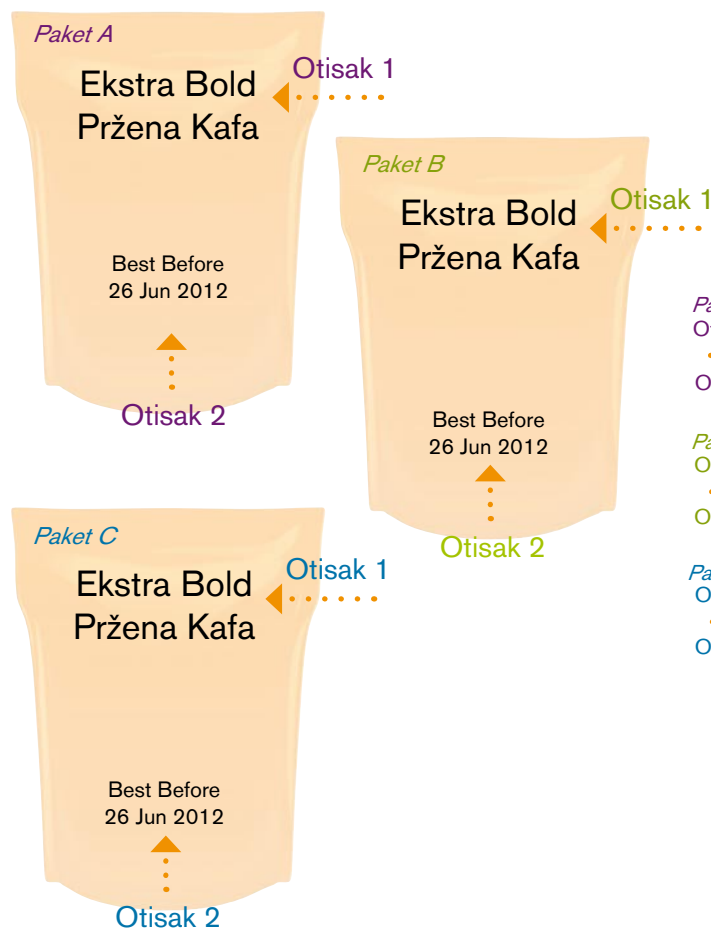 Paket A
Otisak 1
Ekstra Bold
Pržena Kafa
Best Before
26 Jun 2012
Otisak 2
Paket B
Otisak 1
Ekstra Bold
Pržena Kafa
Best Before
26 Jun 2012
Otisak 2
Paket C
Otisak 1
Ekstra Bold
Pržena Kafa
Best Before
26 Jun 2012
Otisak 2